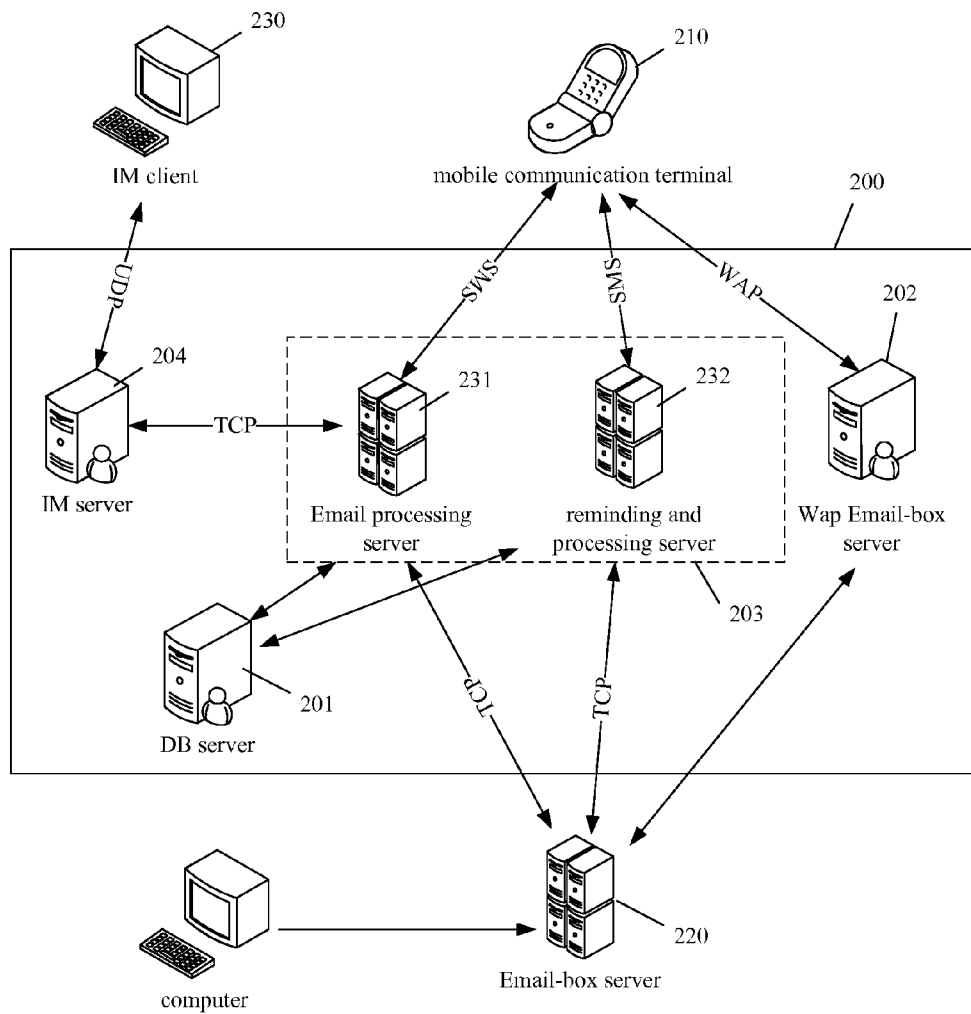 230
210
IM client
mobile communication terminal
200
UDP
SMS
SMS
WAP
202
204
231
232
TCP
IM server
Email processing
server
reminding and
processing server
Wap Email-box
server
203
201
TCP
TCP
DB server
220
computer
Email-box server